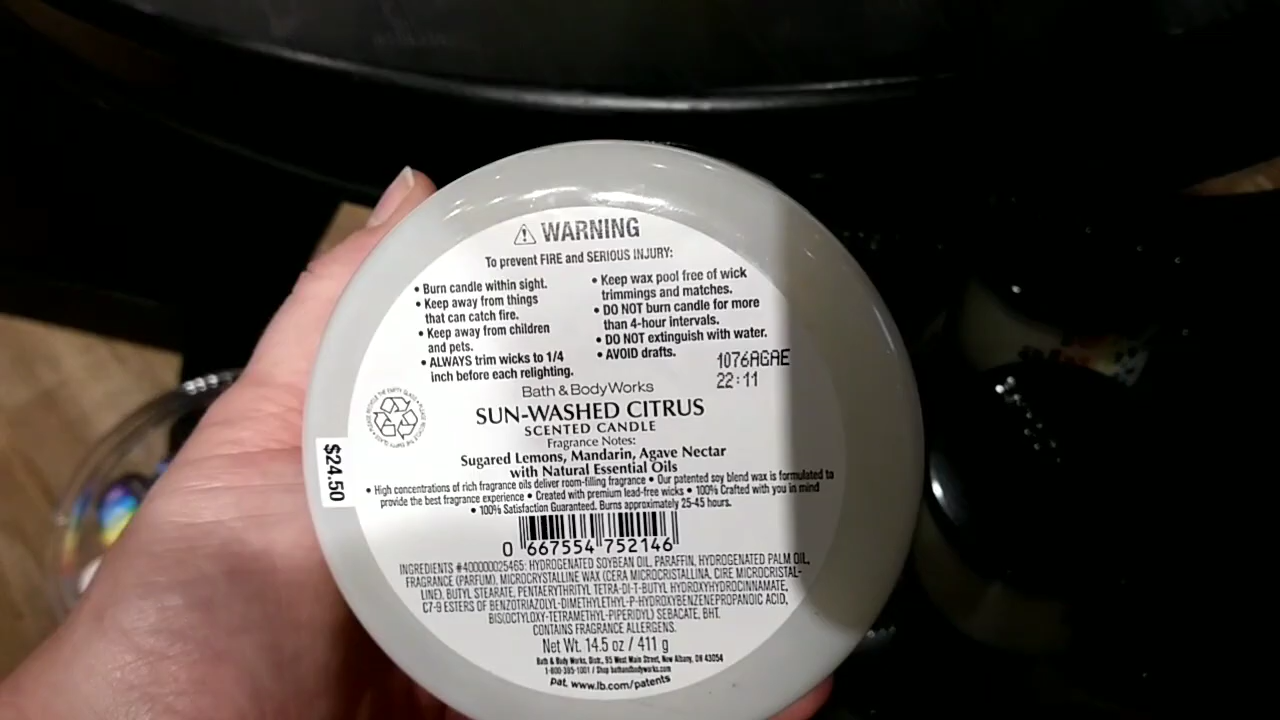 WARNING
To prevent FIRE and SERIOUS INJURY:
• Burn candle within sight.
• Keep away from things
that can catch fire.
• Keep away from children
and pets.
• ALWAYS trim wicks to 1/4
inch before each relighting.
• Keep wax pool free of wick
trimmings and matches.
• DO NOT burn candle for more
than 4-hour intervals.
• DO NOT extinguish with water.
• AVOID drafts.
1076AGAE
22:11
Bath & Body Works
SUN-WASHED CITRUS
SCENTED CANDLE
Fragrance Notes:
Sugared Lemons, Mandarin, Agave Nectar
with Natural Essential Oils
• High concentrations of rich fragrance oils deliver room-filling fragrance • Our patented soy blend wax is formulated to
provide the best fragrance experience • Created with premium lead-free wicks • 100% Crafted with you in mind
• 100% Satisfaction Guaranteed. Burns approximately 25-45 hours.
$24.50
0 667554 752146
INGREDIENTS #400000025465: HYDROGENATED SOYBEAN OIL, PARAFFIN, HYDROGENATED PALM OIL,
FRAGRANCE (PARFUM), MICROCRYSTALLINE WAX (CERA MICROCRISTALLINA, CIRE MICROCRISTAL-
LINE), BUTYL STEARATE, PENTAERYTHRITYL TETRA-DI-T-BUTYL HYDROXYHYDROCINNAMATE,
C7-9 ESTERS OF BENZOTRIAZOLYL-DIMETHYLETHYL-P-HYDROXYBENZENEPROPANOIC ACID,
BIS(OCTYLOXY-TETRAMETHYL-PIPERIDYL) SEBACATE, BHT.
CONTAINS FRAGRANCE ALLERGENS.
Net Wt. 14.5 oz / 411 g
Bath & Body Works, Distr., 95 West Main Street, New Albany, OH 43054
1-800-395-1001 / Shop bathandbodyworks.com
Pat. www.lb.com/patents